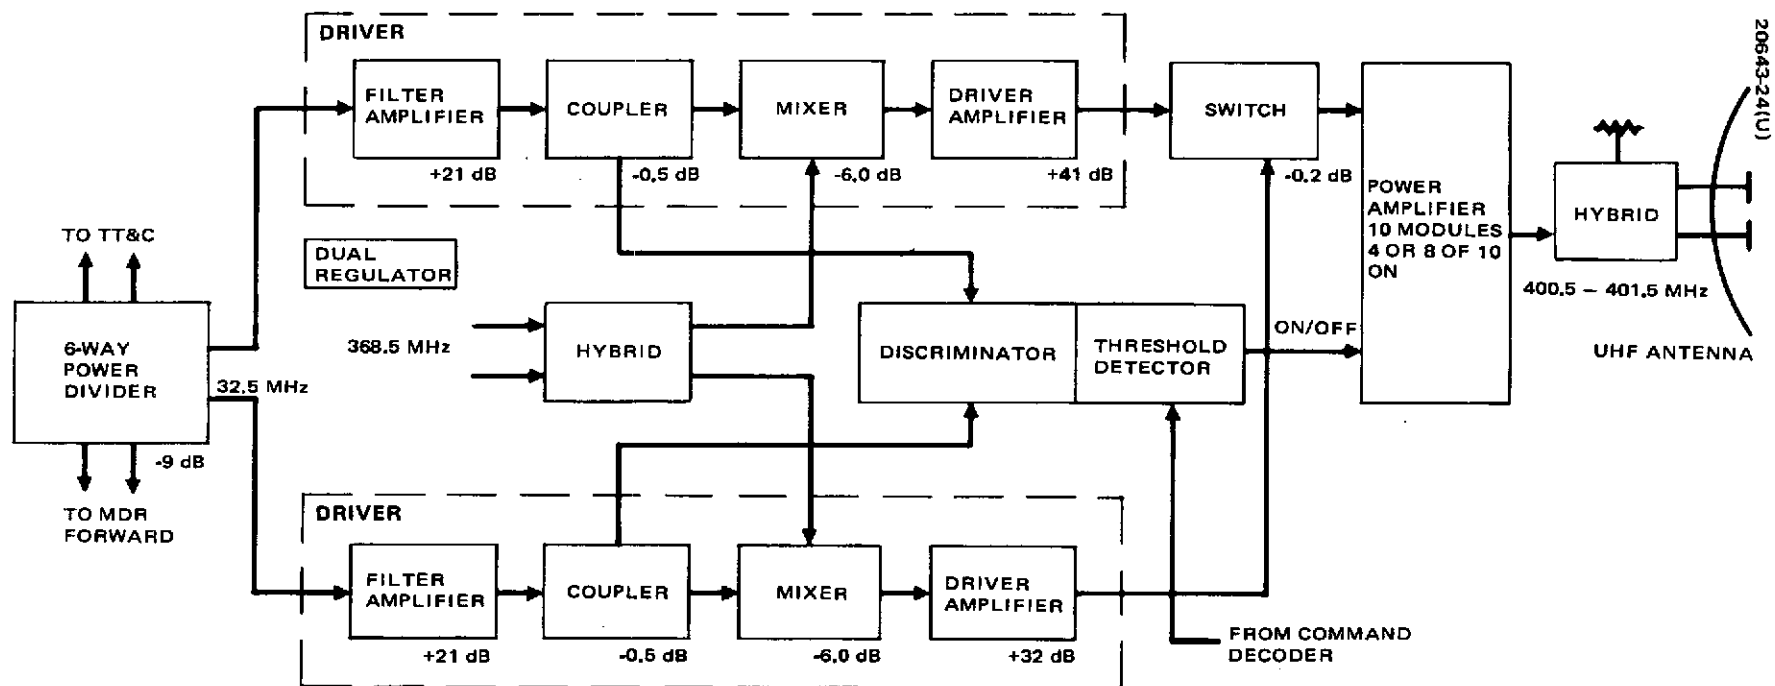 DRIVER
FILTER
AMPLIFIER
+21 dB
COUPLER
-0.5 dB
MIXER
-6.0 dB
DRIVER
AMPLIFIER
+41 dB
SWITCH
-0.2 dB
POWER
AMPLIFIER
10 MODULES
4 OR 8 OF 10
ON
HYBRID
400.5 – 401.5 MHz
20643-24(U)
UHF ANTENNA
TO TT&C
6-WAY
POWER
DIVIDER
32.5 MHz
-9 dB
TO MDR
FORWARD
DUAL
REGULATOR
368.5 MHz
HYBRID
DISCRIMINATOR
THRESHOLD
DETECTOR
ON/OFF
DRIVER
FILTER
AMPLIFIER
+21 dB
COUPLER
-0.5 dB
MIXER
-6.0 dB
DRIVER
AMPLIFIER
+32 dB
FROM COMMAND
DECODER